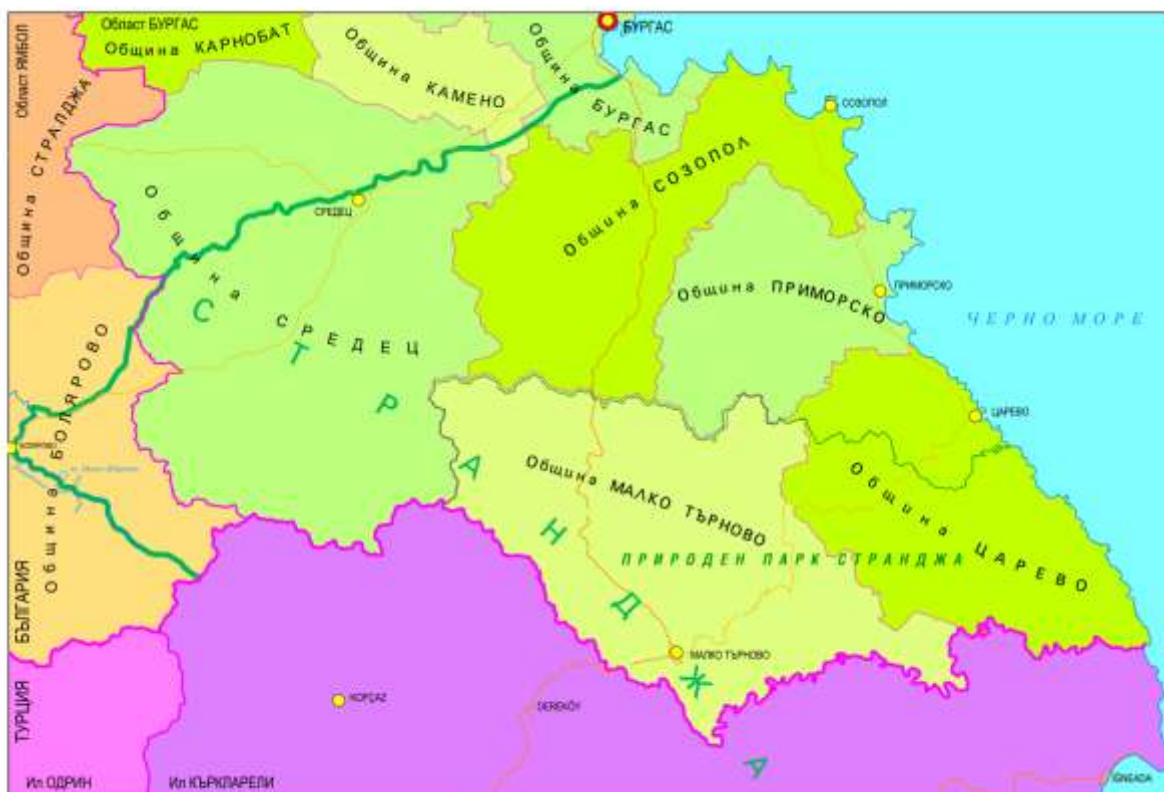 Област ЯМБОЛ
Област БУРГАС
Община КАРНОБАТ
Община КАМЕНО
Община БУРГАС
БУРГАС
Община СТРАЛДЖА
СОЗОПОЛ
Община СОЗОПОЛ
СРЕДЕЦ
Община СРЕДЕЦ
Община ПРИМОРСКО
ПРИМОРСКО
ЧЕРНО МОРЕ
СТРАНДЖА
Община БОЛЯРОВО
ЦАРЕВО
Община МАЛКО ТЪРНОВО
Община ЦАРЕВО
ПРИРОДЕН ПАРК СТРАНДЖА
БЪЛГАРИЯ
МАЛКО ТЪРНОВО
ТУРЦИЯ
KOFÇAZ
DEREKÖY
Ил ОДРИН
Ил КЪРКЛАРЕЛИ
IĞNEADA